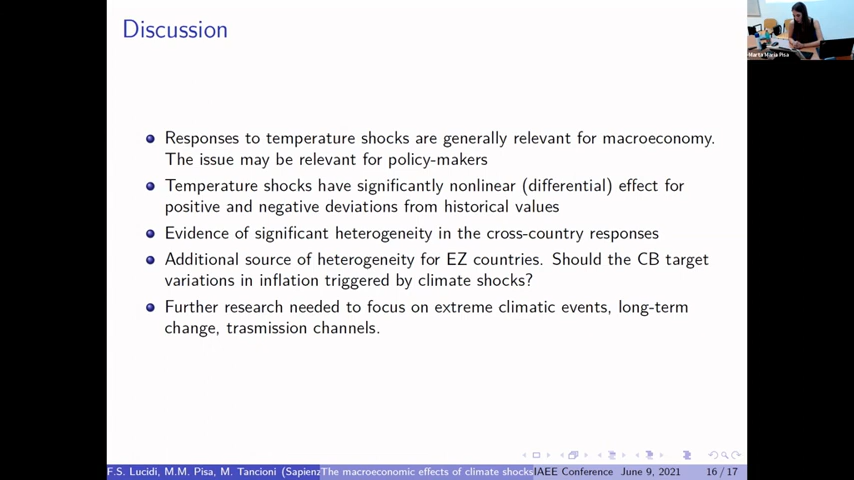 Discussion
Marta Maria Pisa
Responses to temperature shocks are generally relevant for macroeconomy.
The issue may be relevant for policy-makers
Temperature shocks have significantly nonlinear (differential) effect for
positive and negative deviations from historical values
Evidence of significant heterogeneity in the cross-country responses
Additional source of heterogeneity for EZ countries. Should the CB target
variations in inflation triggered by climate shocks?
Further research needed to focus on extreme climatic events, long-term
change, trasmission channels.
F.S. Lucidi, M.M. Pisa, M. Tancioni (Sapienz The macroeconomic effects of climate shocks IAEE Conference June 9, 2021 16 / 17